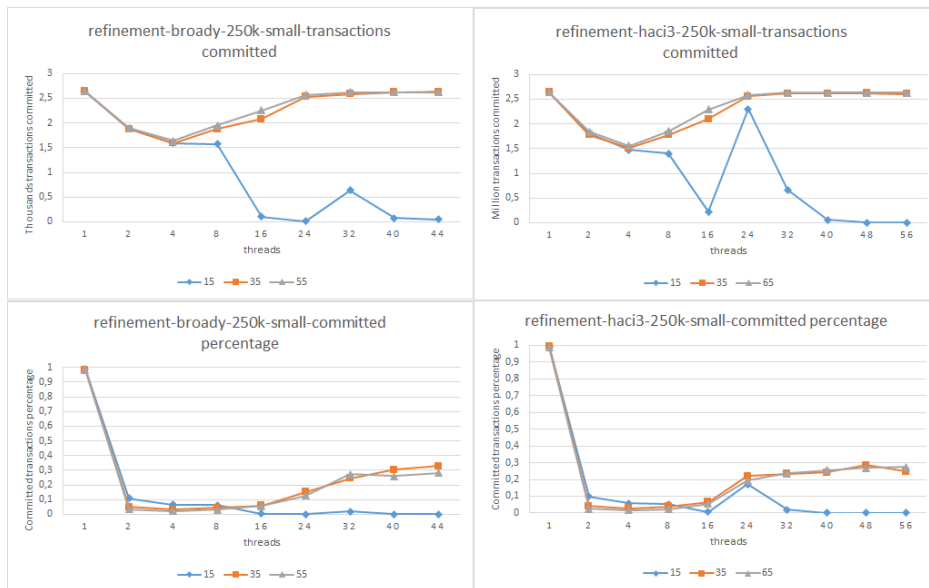 refinement-broady-250k-small-transactions
committed
Thousands transactions committed
3
2,5
2
1,5
1
0,5
0
1 2 4 8 16 24 32 40 44
threads
15 35 55
refinement-haci3-250k-small-transactions
committed
Million transactions committed
3
2,5
2
1,5
1
0,5
0
1 2 4 8 16 24 32 40 48 56
threads
15 35 65
refinement-broady-250k-small-committed
percentage
Committed transactions percentage
1
0,9
0,8
0,7
0,6
0,5
0,4
0,3
0,2
0,1
0
1 2 4 8 16 24 32 40 44
threads
15 35 55
refinement-haci3-250k-small-committed percentage
Committed transactions percentage
1
0,9
0,8
0,7
0,6
0,5
0,4
0,3
0,2
0,1
0
1 2 4 8 16 24 32 40 48 56
threads
15 35 65